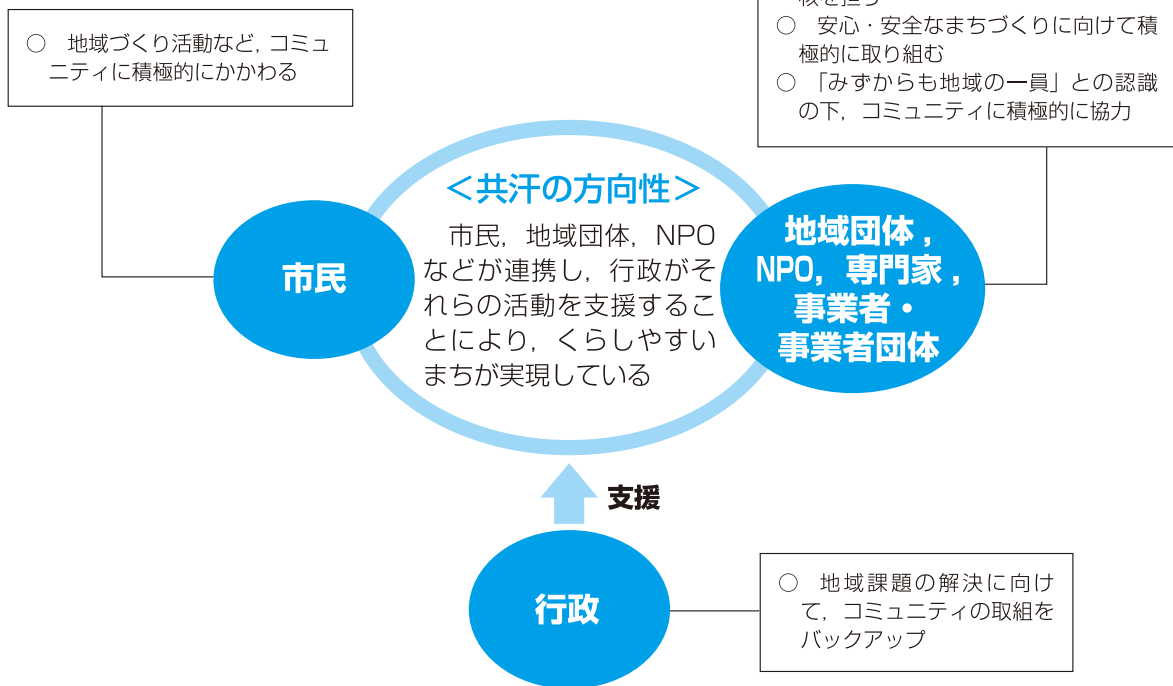 ○ 地域づくり活動など,コミュ
ニティに積極的にかかわる
○ 安心・安全なまちづくりに向けて積
極的に取り組む
○ 「みずからも地域の一員」との認識
の下，コミュニティに積極的に協力
＜共汗の方向性＞
市民，地域団体，NPO
などが連携し，行政がそ
れらの活動を支援するこ
とにより，くらしやすい
まちが実現している
市民
地域団体，
NPO，専門家，
事業者・
事業者団体
支援
行政
○ 地域課題の解決に向け
て，コミュニティの取組を
バックアップ